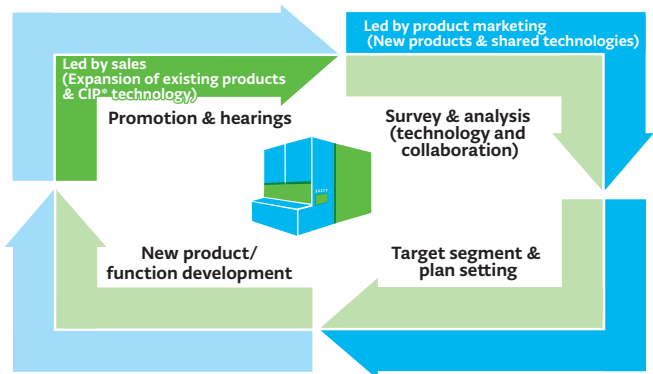 Led by sales
(Expansion of existing products
& CIP* technology)
Promotion & hearings
Led by product marketing
(New products & shared technologies)
Survey & analysis
(technology and
collaboration)
New product/
function development
Target segment &
plan setting